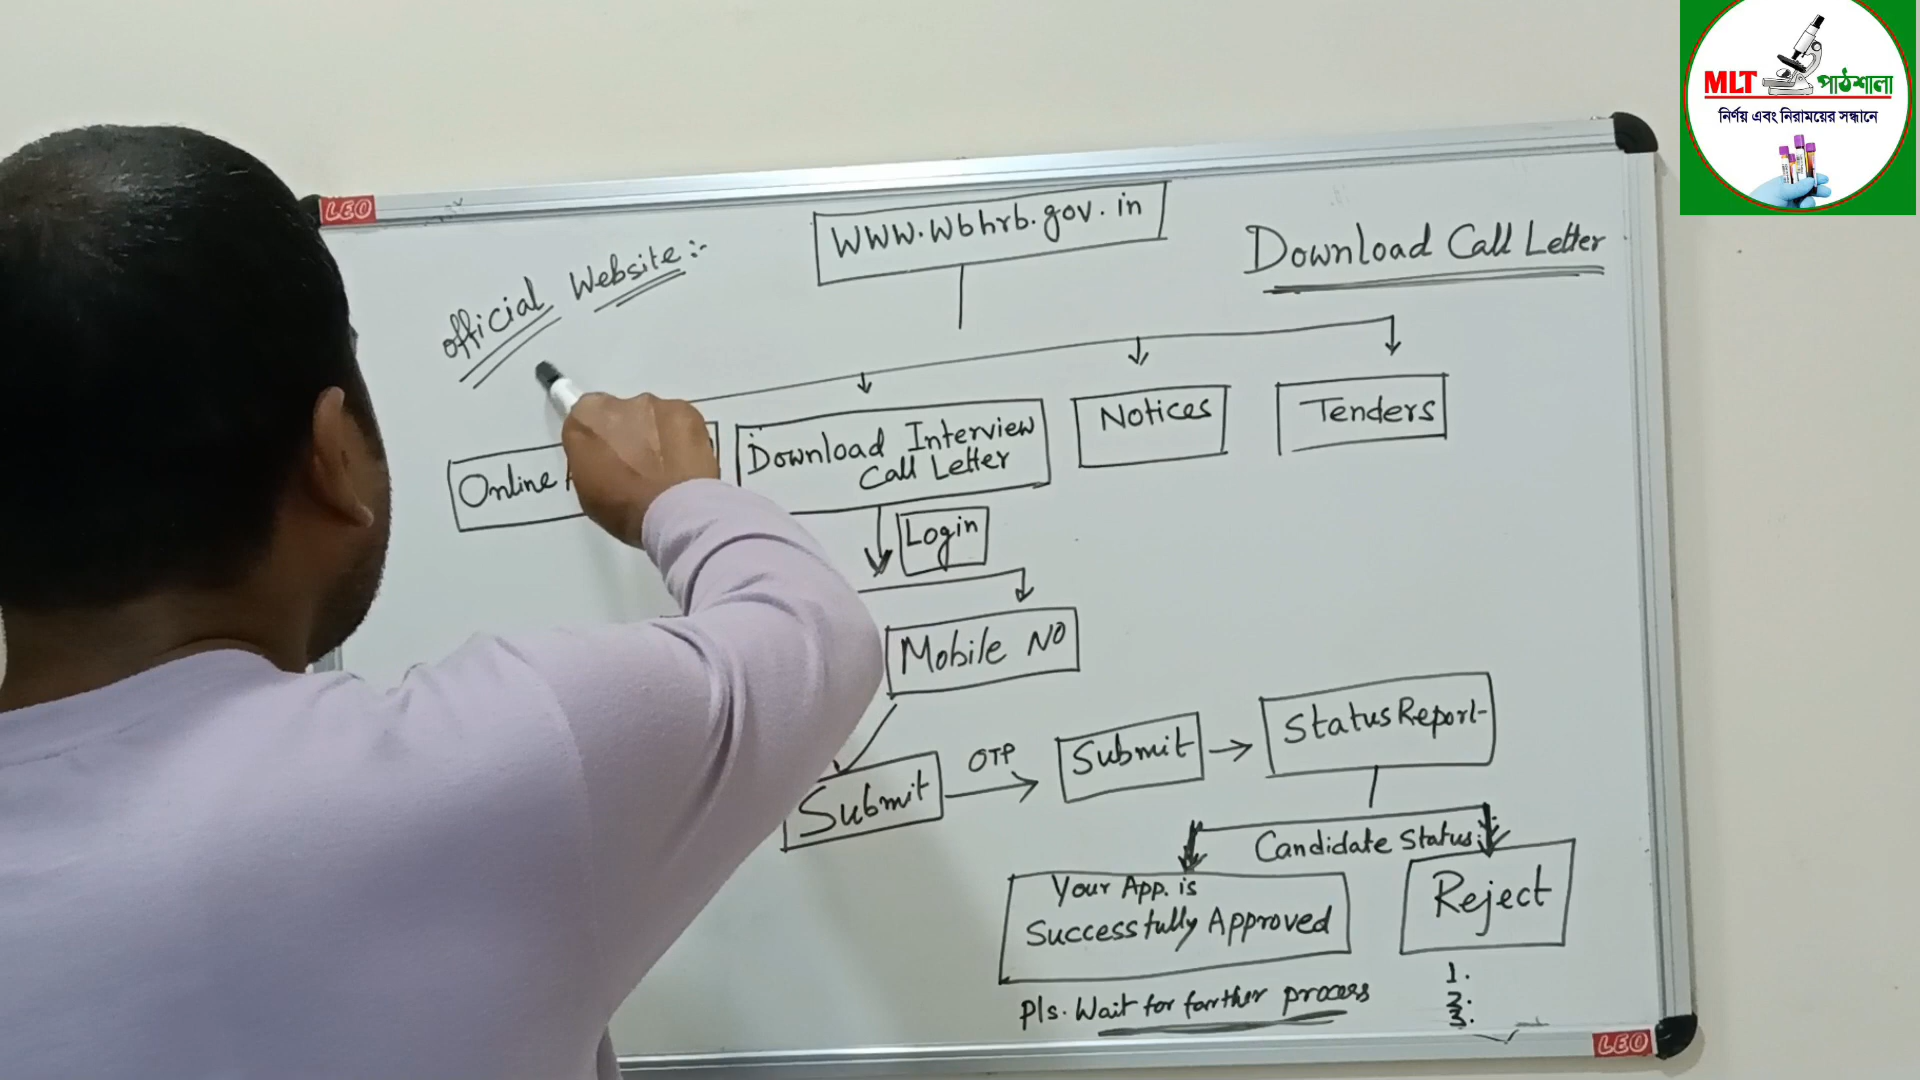 MLT পাঠশালা
নির্ণয় এবং নিরাময়ের সন্ধানে
LEO
Official Website:-
WWW.Wbhrb.gov.in
Download Call Letter
Online
Download Interview
Call Letter
Notices
Tenders
Login
Mobile NO
Submit
OTP
Submit
Status Report
Candidate Status:
Your App. is
Successfully Approved
Reject
Pls. Wait for farther process
1.
2.
3.
LEO